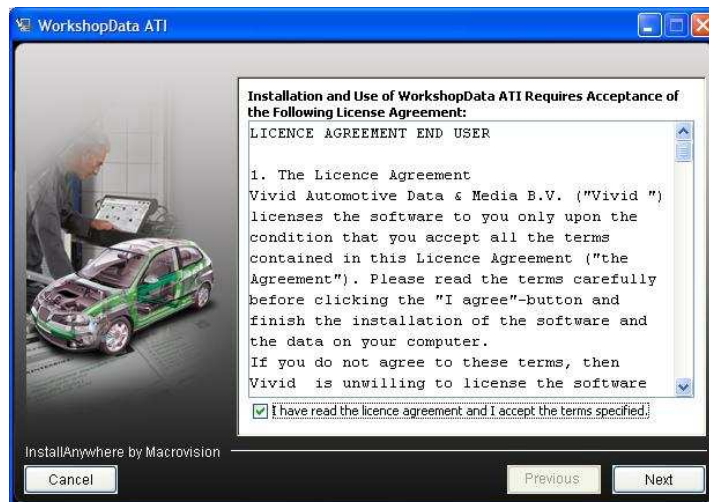 WorkshopData ATI
Installation and Use of WorkshopData ATI Requires Acceptance of
the Following License Agreement:
LICENCE AGREEMENT END USER
1. The Licence Agreement
Vivid Automotive Data & Media B.V. ("Vivid ")
licenses the software to you only upon the
condition that you accept all the terms
contained in this Licence Agreement ("the
Agreement"). Please read the terms carefully
before clicking the "I agree"-button and
finish the installation of the software and
the data on your computer.
If you do not agree to these terms, then
Vivid  is unwilling to license the software
I have read the licence agreement and I accept the terms specified.
InstallAnywhere by Macrovision
Cancel
Previous
Next